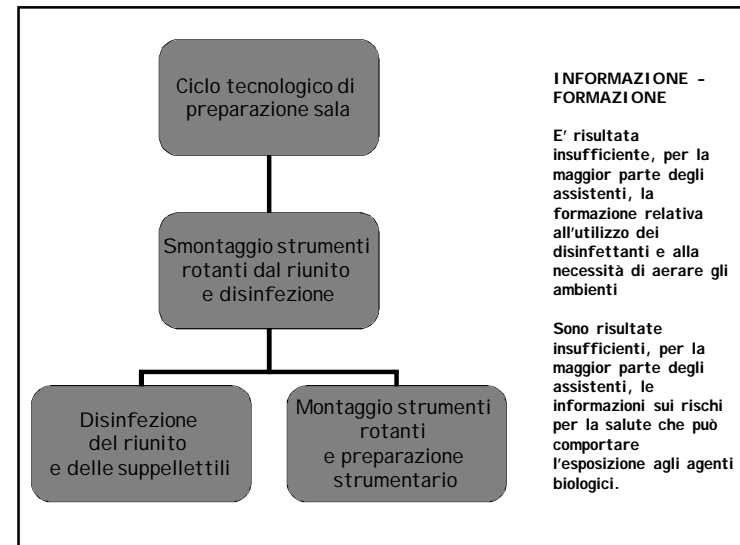 Ciclo tecnologico di
preparazione sala
Smontaggio strumenti
rotanti dal riunito
e disinfezione
Disinfezione
del riunito
e delle suppellettili
Montaggio strumenti
rotanti
e preparazione
strumentario
INFORMAZIONE -
FORMAZIONE
E' risultata
insufficiente, per la
maggior parte degli
assistenti, la
formazione relativa
all'utilizzo dei
disinfettanti e alla
necessità di aerare gli
ambienti
Sono risultate
insufficienti, per la
maggior parte degli
assistenti, le
informazioni sui rischi
per la salute che può
comportare
l'esposizione agli agenti
biologici.